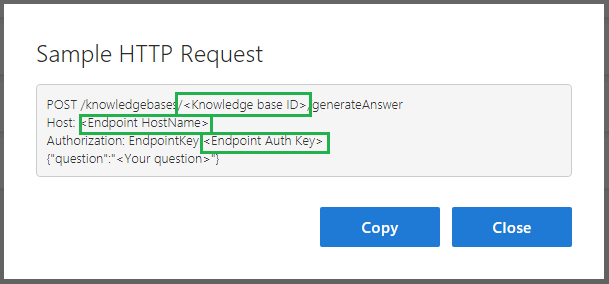 Sample HTTP Request
POST /knowledgebases/<Knowledge base ID>/generateAnswer
Host: <Endpoint HostName>
Authorization: EndpointKey <Endpoint Auth Key>
{"question":"<Your question>"}
Copy Close